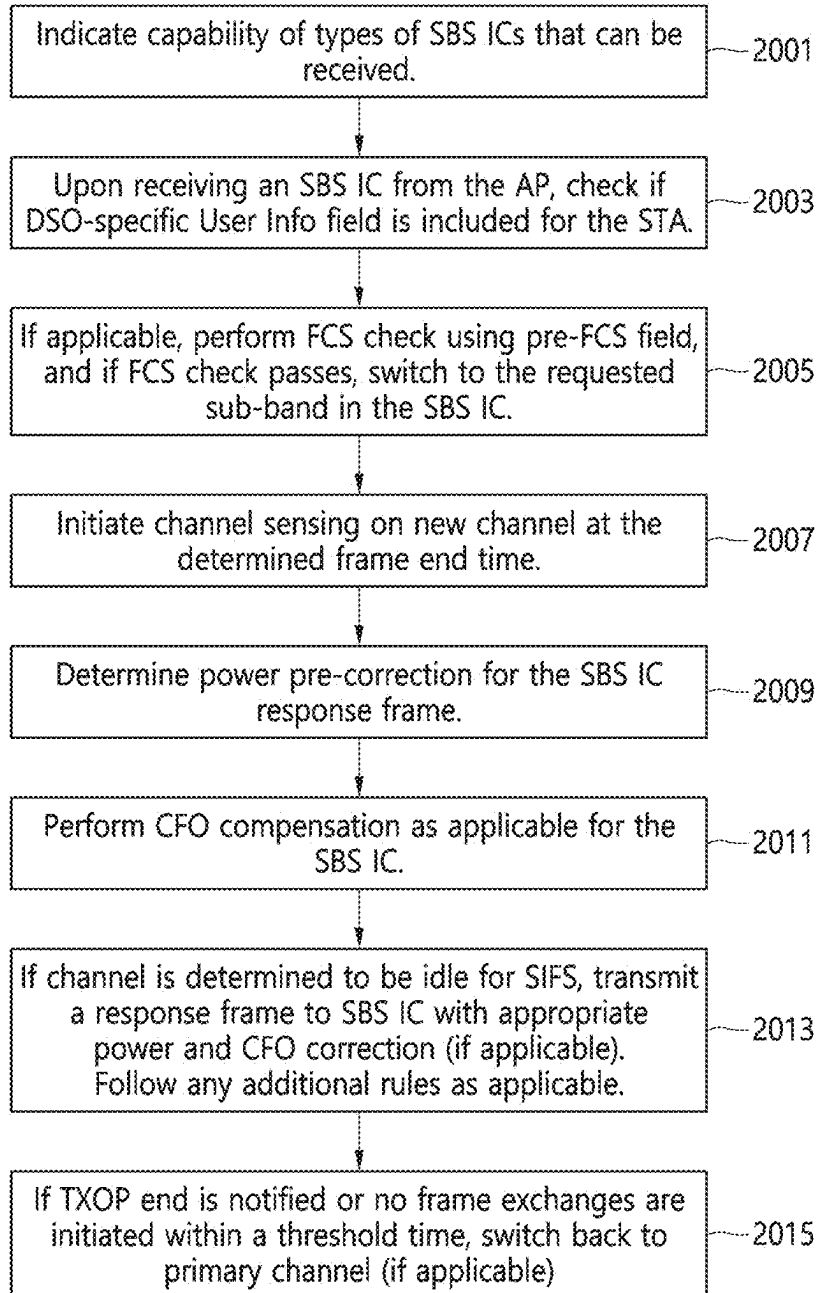 Indicate capability of types of SBS ICs that can be
received.
2001
Upon receiving an SBS IC from the AP, check if
DSO-specific User Info field is included for the STA.
2003
If applicable, perform FCS check using pre-FCS field,
and if FCS check passes, switch to the requested
sub-band in the SBS IC.
2005
Initiate channel sensing on new channel at the
determined frame end time.
2007
Determine power pre-correction for the SBS IC
response frame.
2009
Perform CFO compensation as applicable for the
SBS IC.
2011
If channel is determined to be idle for SIFS, transmit
a response frame to SBS IC with appropriate
power and CFO correction (if applicable).
Follow any additional rules as applicable.
2013
If TXOP end is notified or no frame exchanges are
initiated within a threshold time, switch back to
primary channel (if applicable)
2015